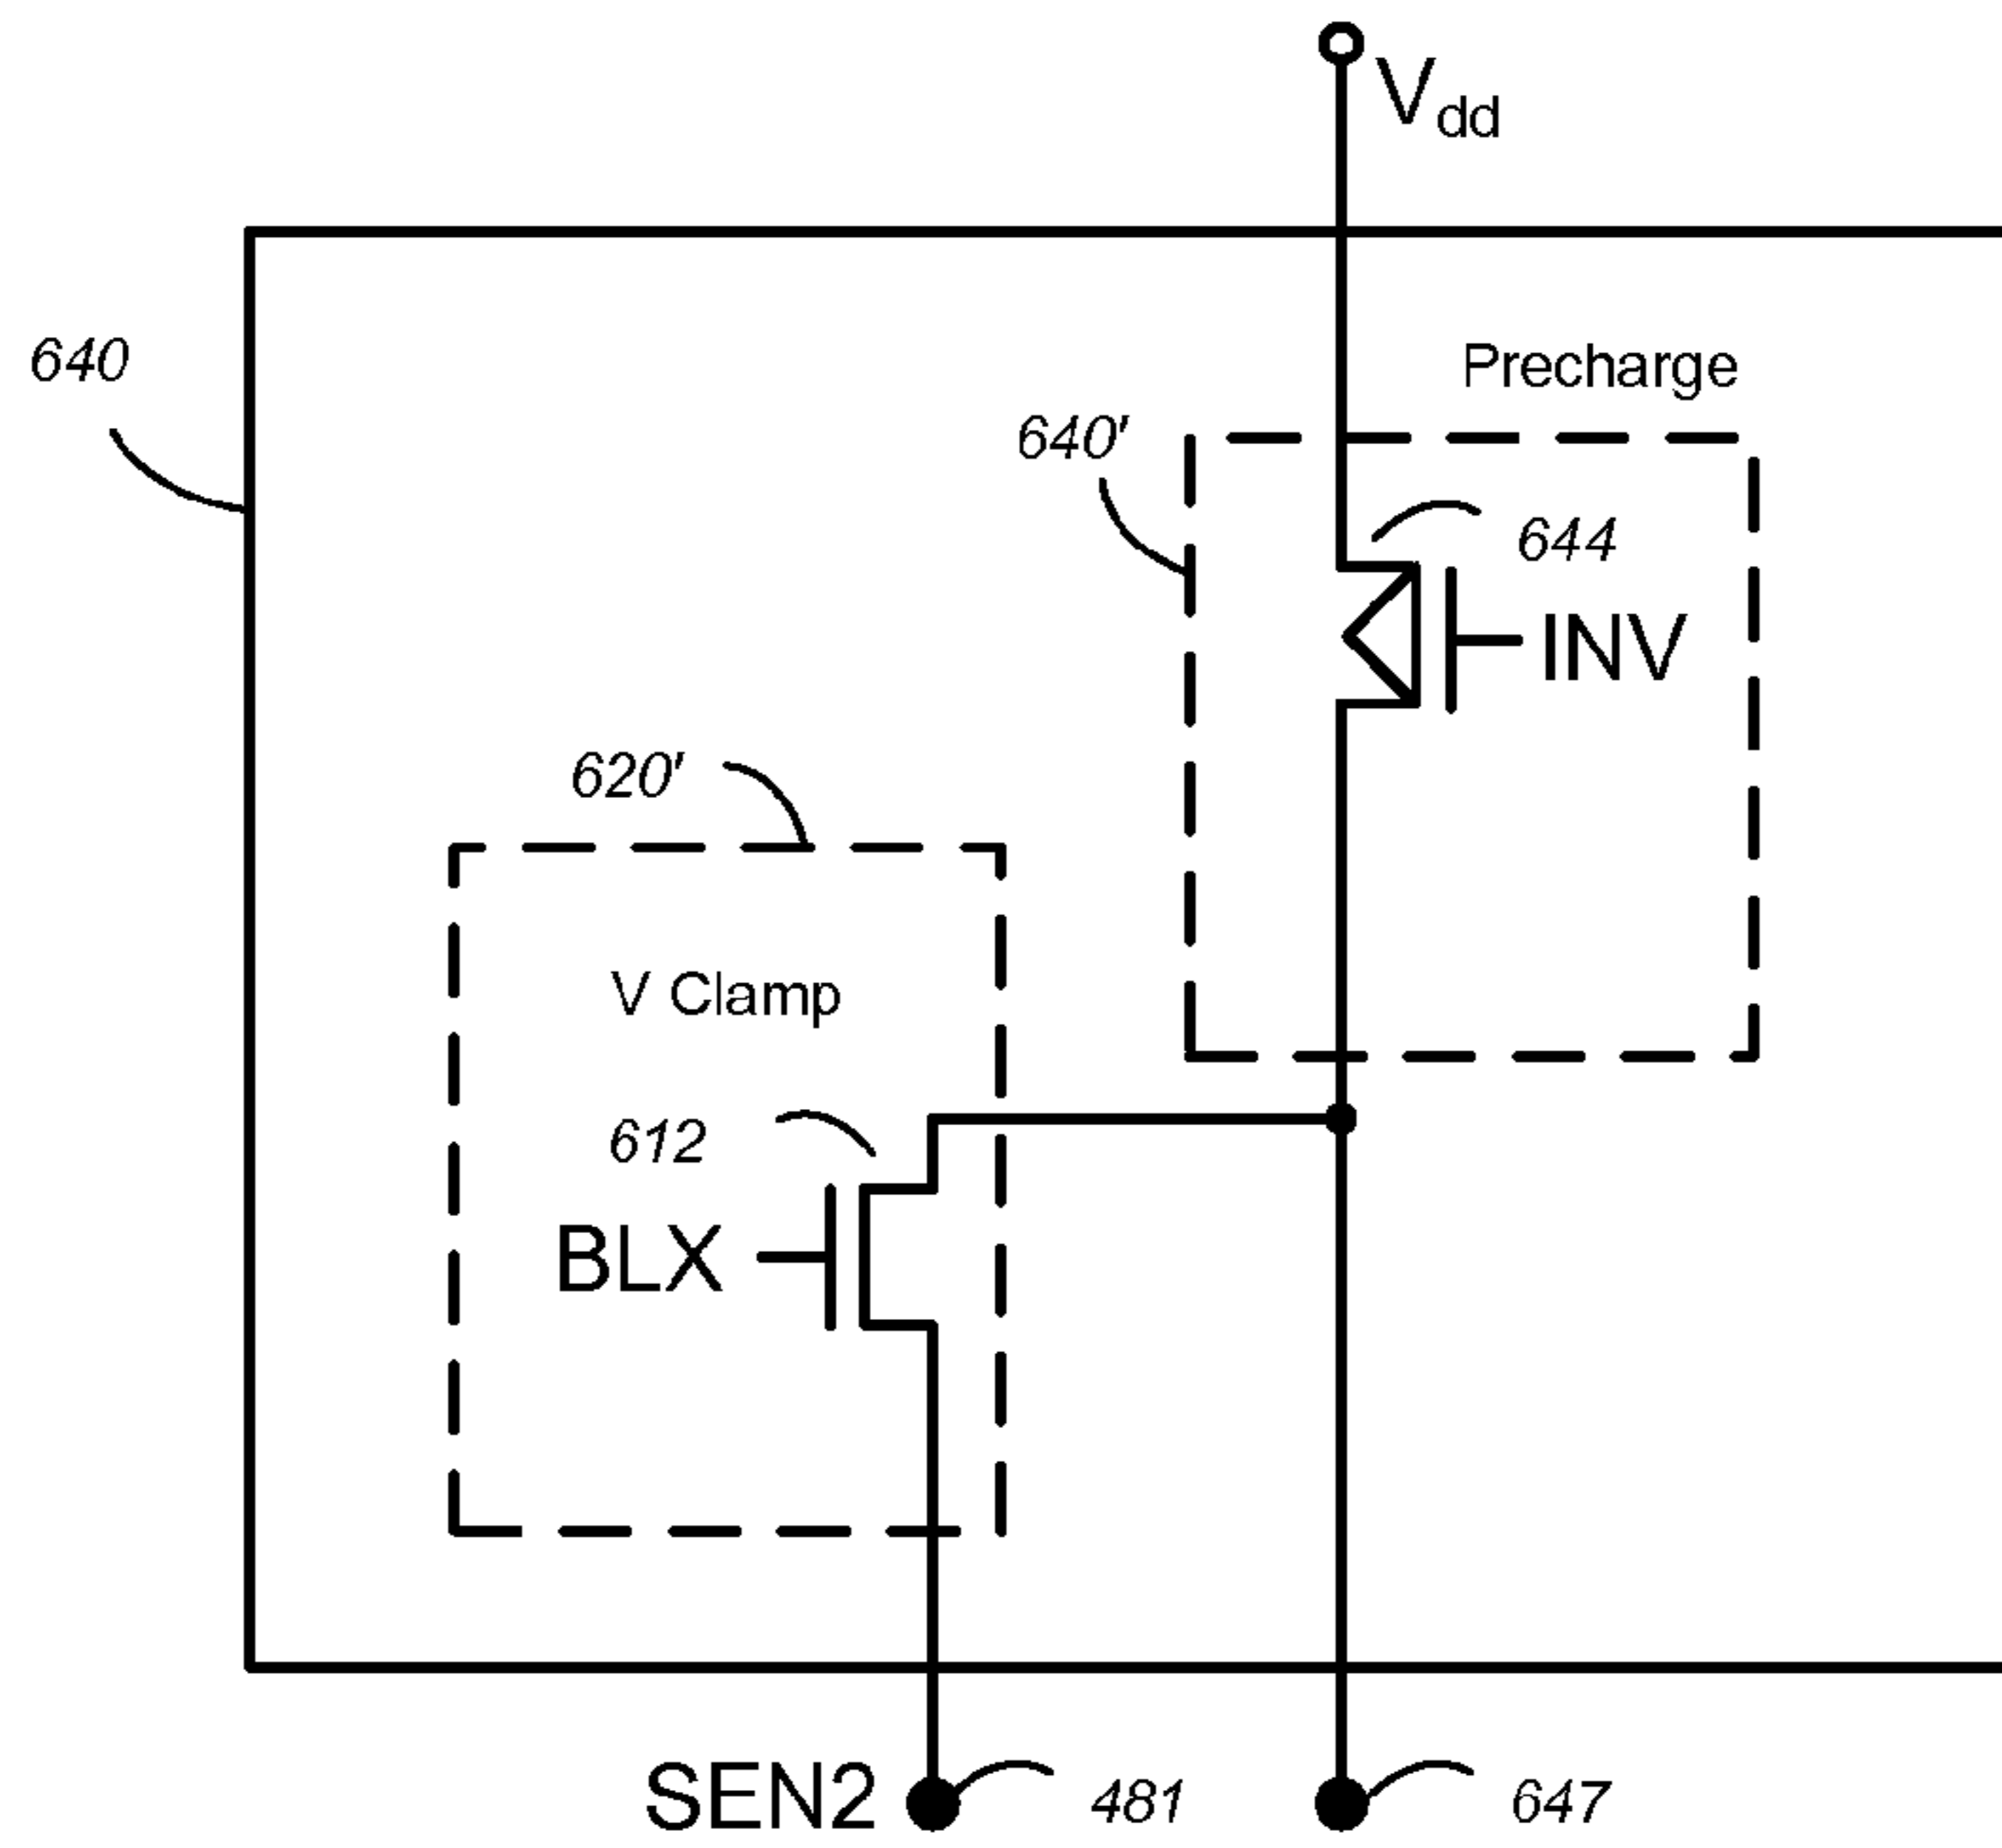 Vdd
640
Precharge
640'
644
INV
620'
V Clamp
612
BLX
SEN2
481
647